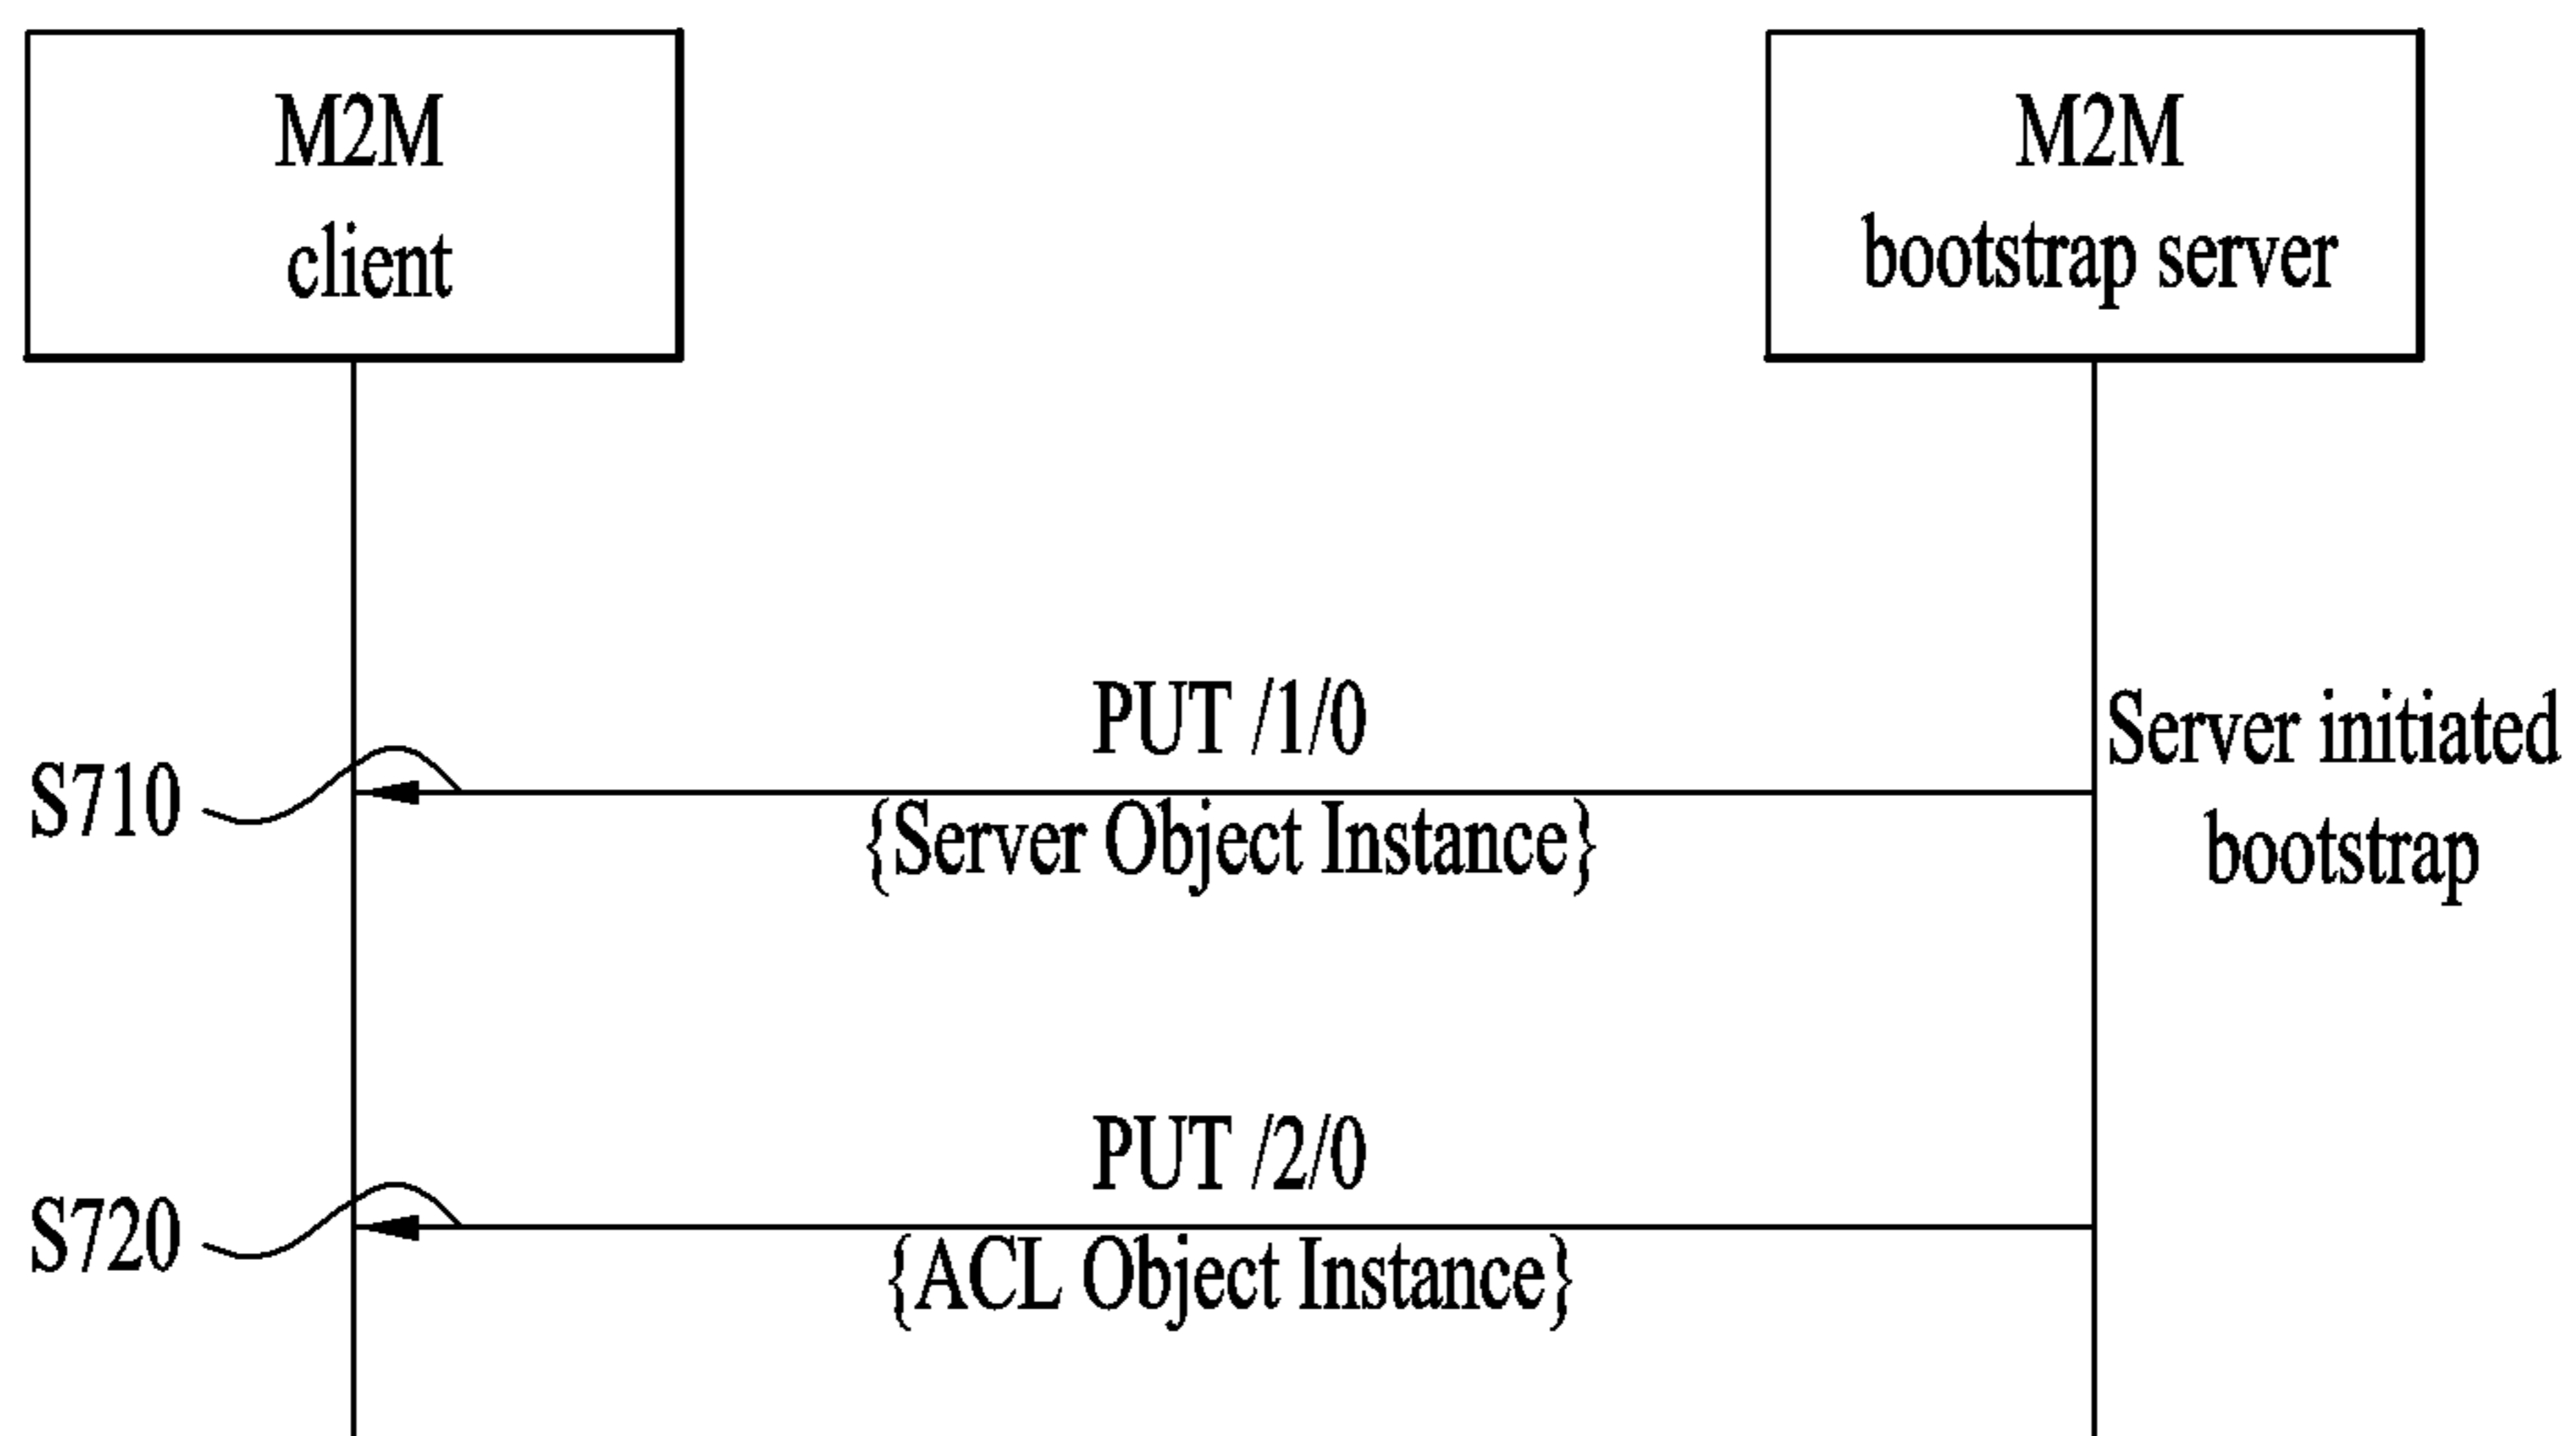 M2M
client
M2M
bootstrap server
PUT /1/0
Server initiated
bootstrap
S710
{Server Object Instance}
PUT /2/0
S720
{ACL Object Instance}